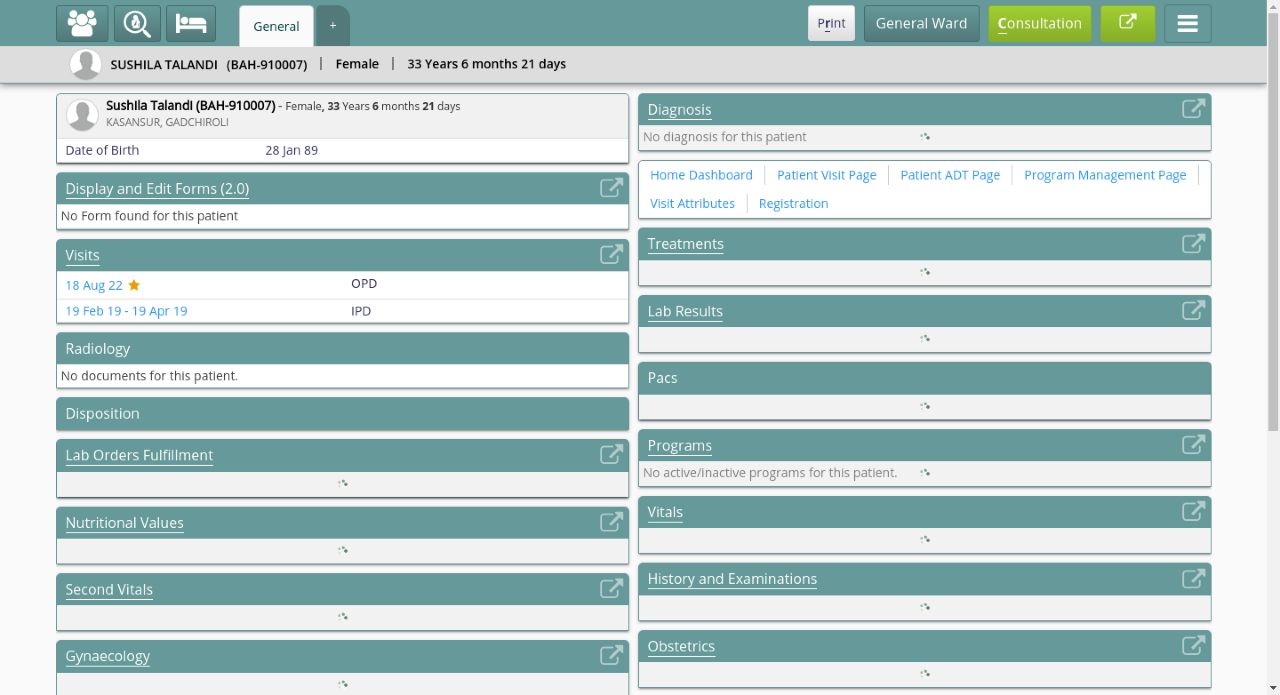 General
+
Print
General Ward
Consultation
SUSHILA TALANDI (BAH-910007) | Female | 33 Years 6 months 21 days
Sushila Talandi (BAH-910007) - Female, 33 Years 6 months 21 days
KASANSUR, GADCHIROLI
Date of Birth 28 Jan 89
Display and Edit Forms (2.0)
No Form found for this patient
Visits
18 Aug 22 OPD
19 Feb 19 - 19 Apr 19 IPD
Radiology
No documents for this patient.
Disposition
Lab Orders Fulfillment
Nutritional Values
Second Vitals
Gynaecology
Diagnosis
No diagnosis for this patient
Home Dashboard Patient Visit Page Patient ADT Page Program Management Page
Visit Attributes Registration
Treatments
Lab Results
Pacs
Programs
No active/inactive programs for this patient.
Vitals
History and Examinations
Obstetrics